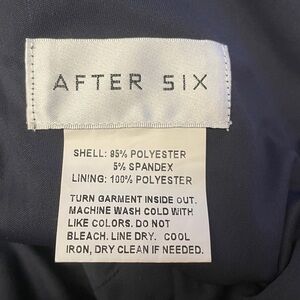 AFTER SIX
SHELL: 95% POLYESTER
5% SPANDEX
LINING: 100% POLYESTER
TURN GARMENT INSIDE OUT.
MACHINE WASH COLD WITH
LIKE COLORS. DO NOT
BLEACH. LINE DRY. COOL
IRON, DRY CLEAN IF NEEDED.